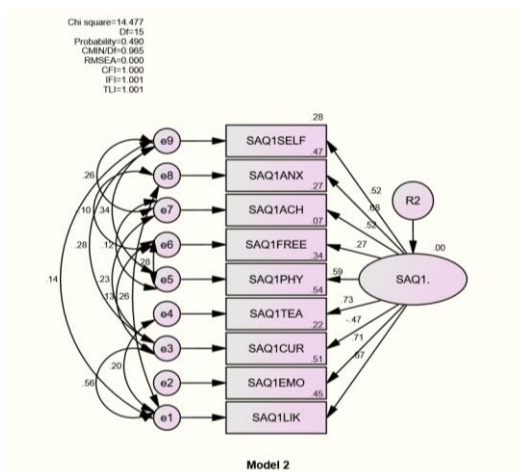 Chi square=14.477
Df=15
Probability=0.490
CMIN/Df=0.965
RMSEA=0.000
CFI=1.000
IFI=1.001
TLI=1.001
.28
e9
SAQ1SELF
.47
e8
SAQ1ANX
.27
.52
.26
e7
SAQ1ACH
.07
.68
.52
R2
.10
.34
e6
SAQ1FREE
.34
.27
.00
.28
.12
.28
e5
SAQ1PHY
.54
.59
SAQ1.
.14
.23
e4
SAQ1TEA
.22
.73
.13
.26
e3
SAQ1CUR
.51
-.47
.71
.56
.20
e2
SAQ1EMO
.45
.67
e1
SAQ1LIK
Model 2